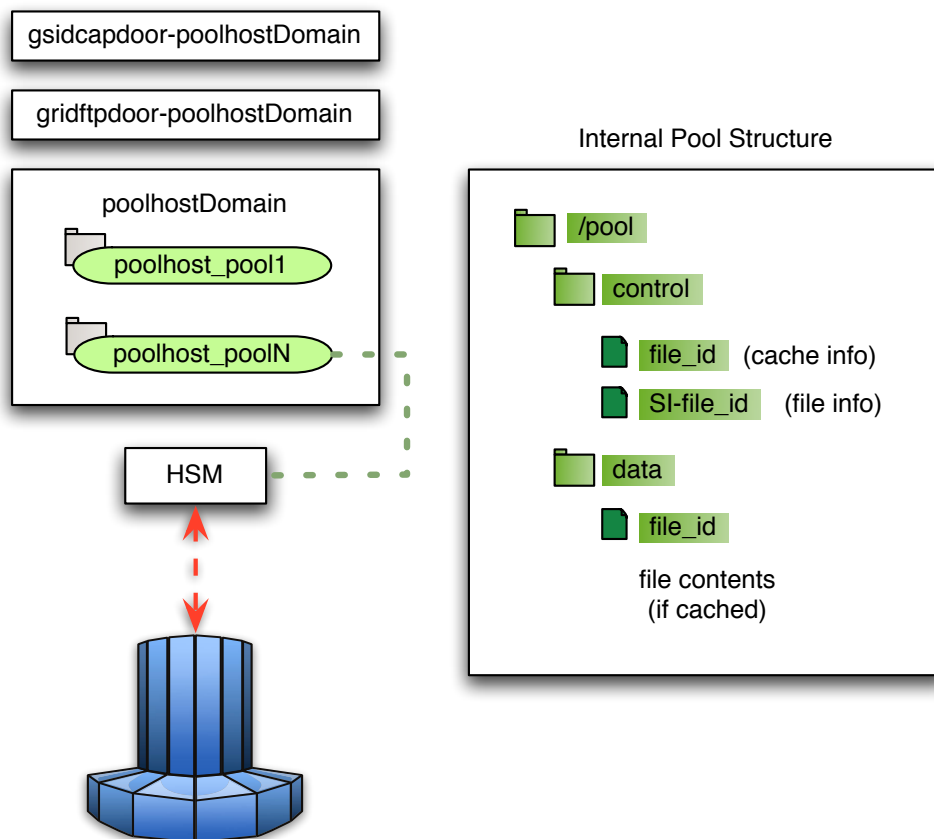 gsidcapdoor-poolhostDomain
gridftpdoor-poolhostDomain
poolhostDomain
poolhost_pool1
poolhost_poolN
HSM
Internal Pool Structure
/pool
control
file_id (cache info)
SI-file_id (file info)
data
file_id
file contents
(if cached)